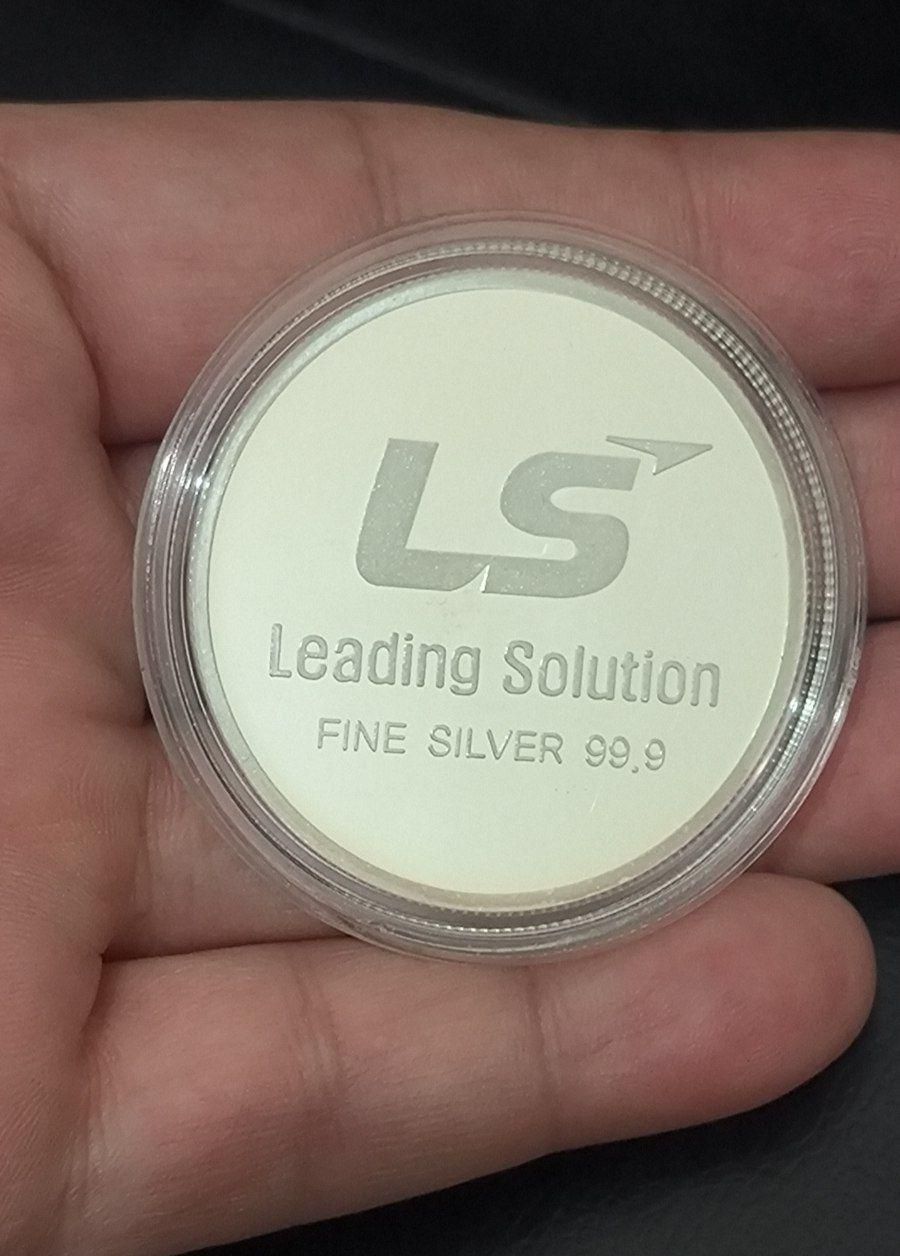 LS
Leading Solution
FINE SILVER 99.9